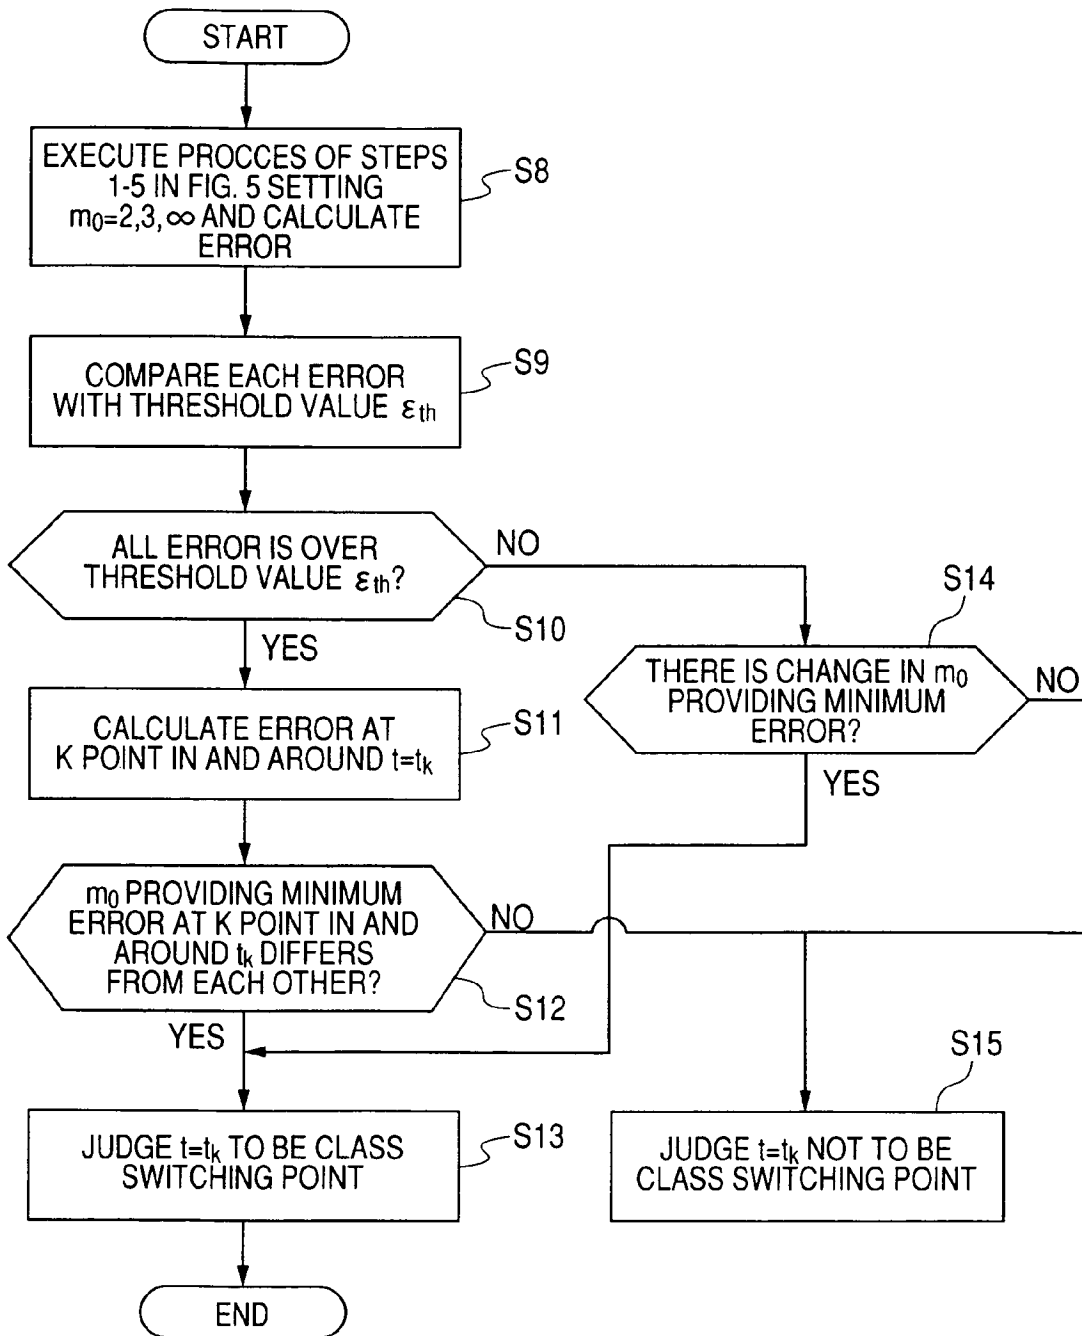 START
EXECUTE PROCCES OF STEPS
1-5 IN FIG. 5 SETTING
m₀=2,3,∞ AND CALCULATE
ERROR
S8
COMPARE EACH ERROR
WITH THRESHOLD VALUE εth
S9
ALL ERROR IS OVER
THRESHOLD VALUE εth?
S10
NO
YES
CALCULATE ERROR AT
K POINT IN AND AROUND t=tk
S11
m₀ PROVIDING MINIMUM
ERROR AT K POINT IN AND
AROUND tk DIFFERS
FROM EACH OTHER?
S12
NO
YES
JUDGE t=tk TO BE CLASS
SWITCHING POINT
S13
END
S14
THERE IS CHANGE IN m₀
PROVIDING MINIMUM
ERROR?
NO
YES
S15
JUDGE t=tk NOT TO BE
CLASS SWITCHING POINT